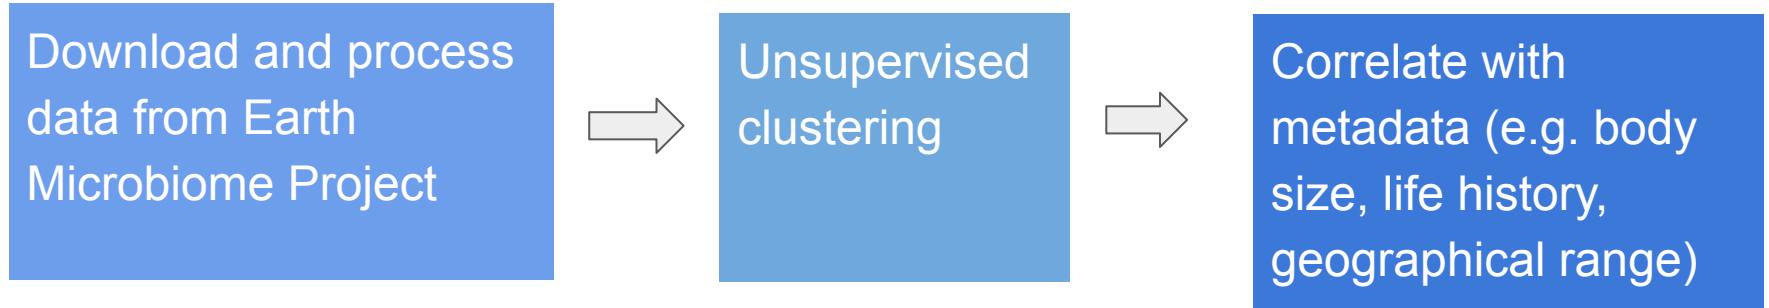 Download and process
data from Earth
Microbiome Project
Unsupervised
clustering
Correlate with
metadata (e.g. body
size, life history,
geographical range)